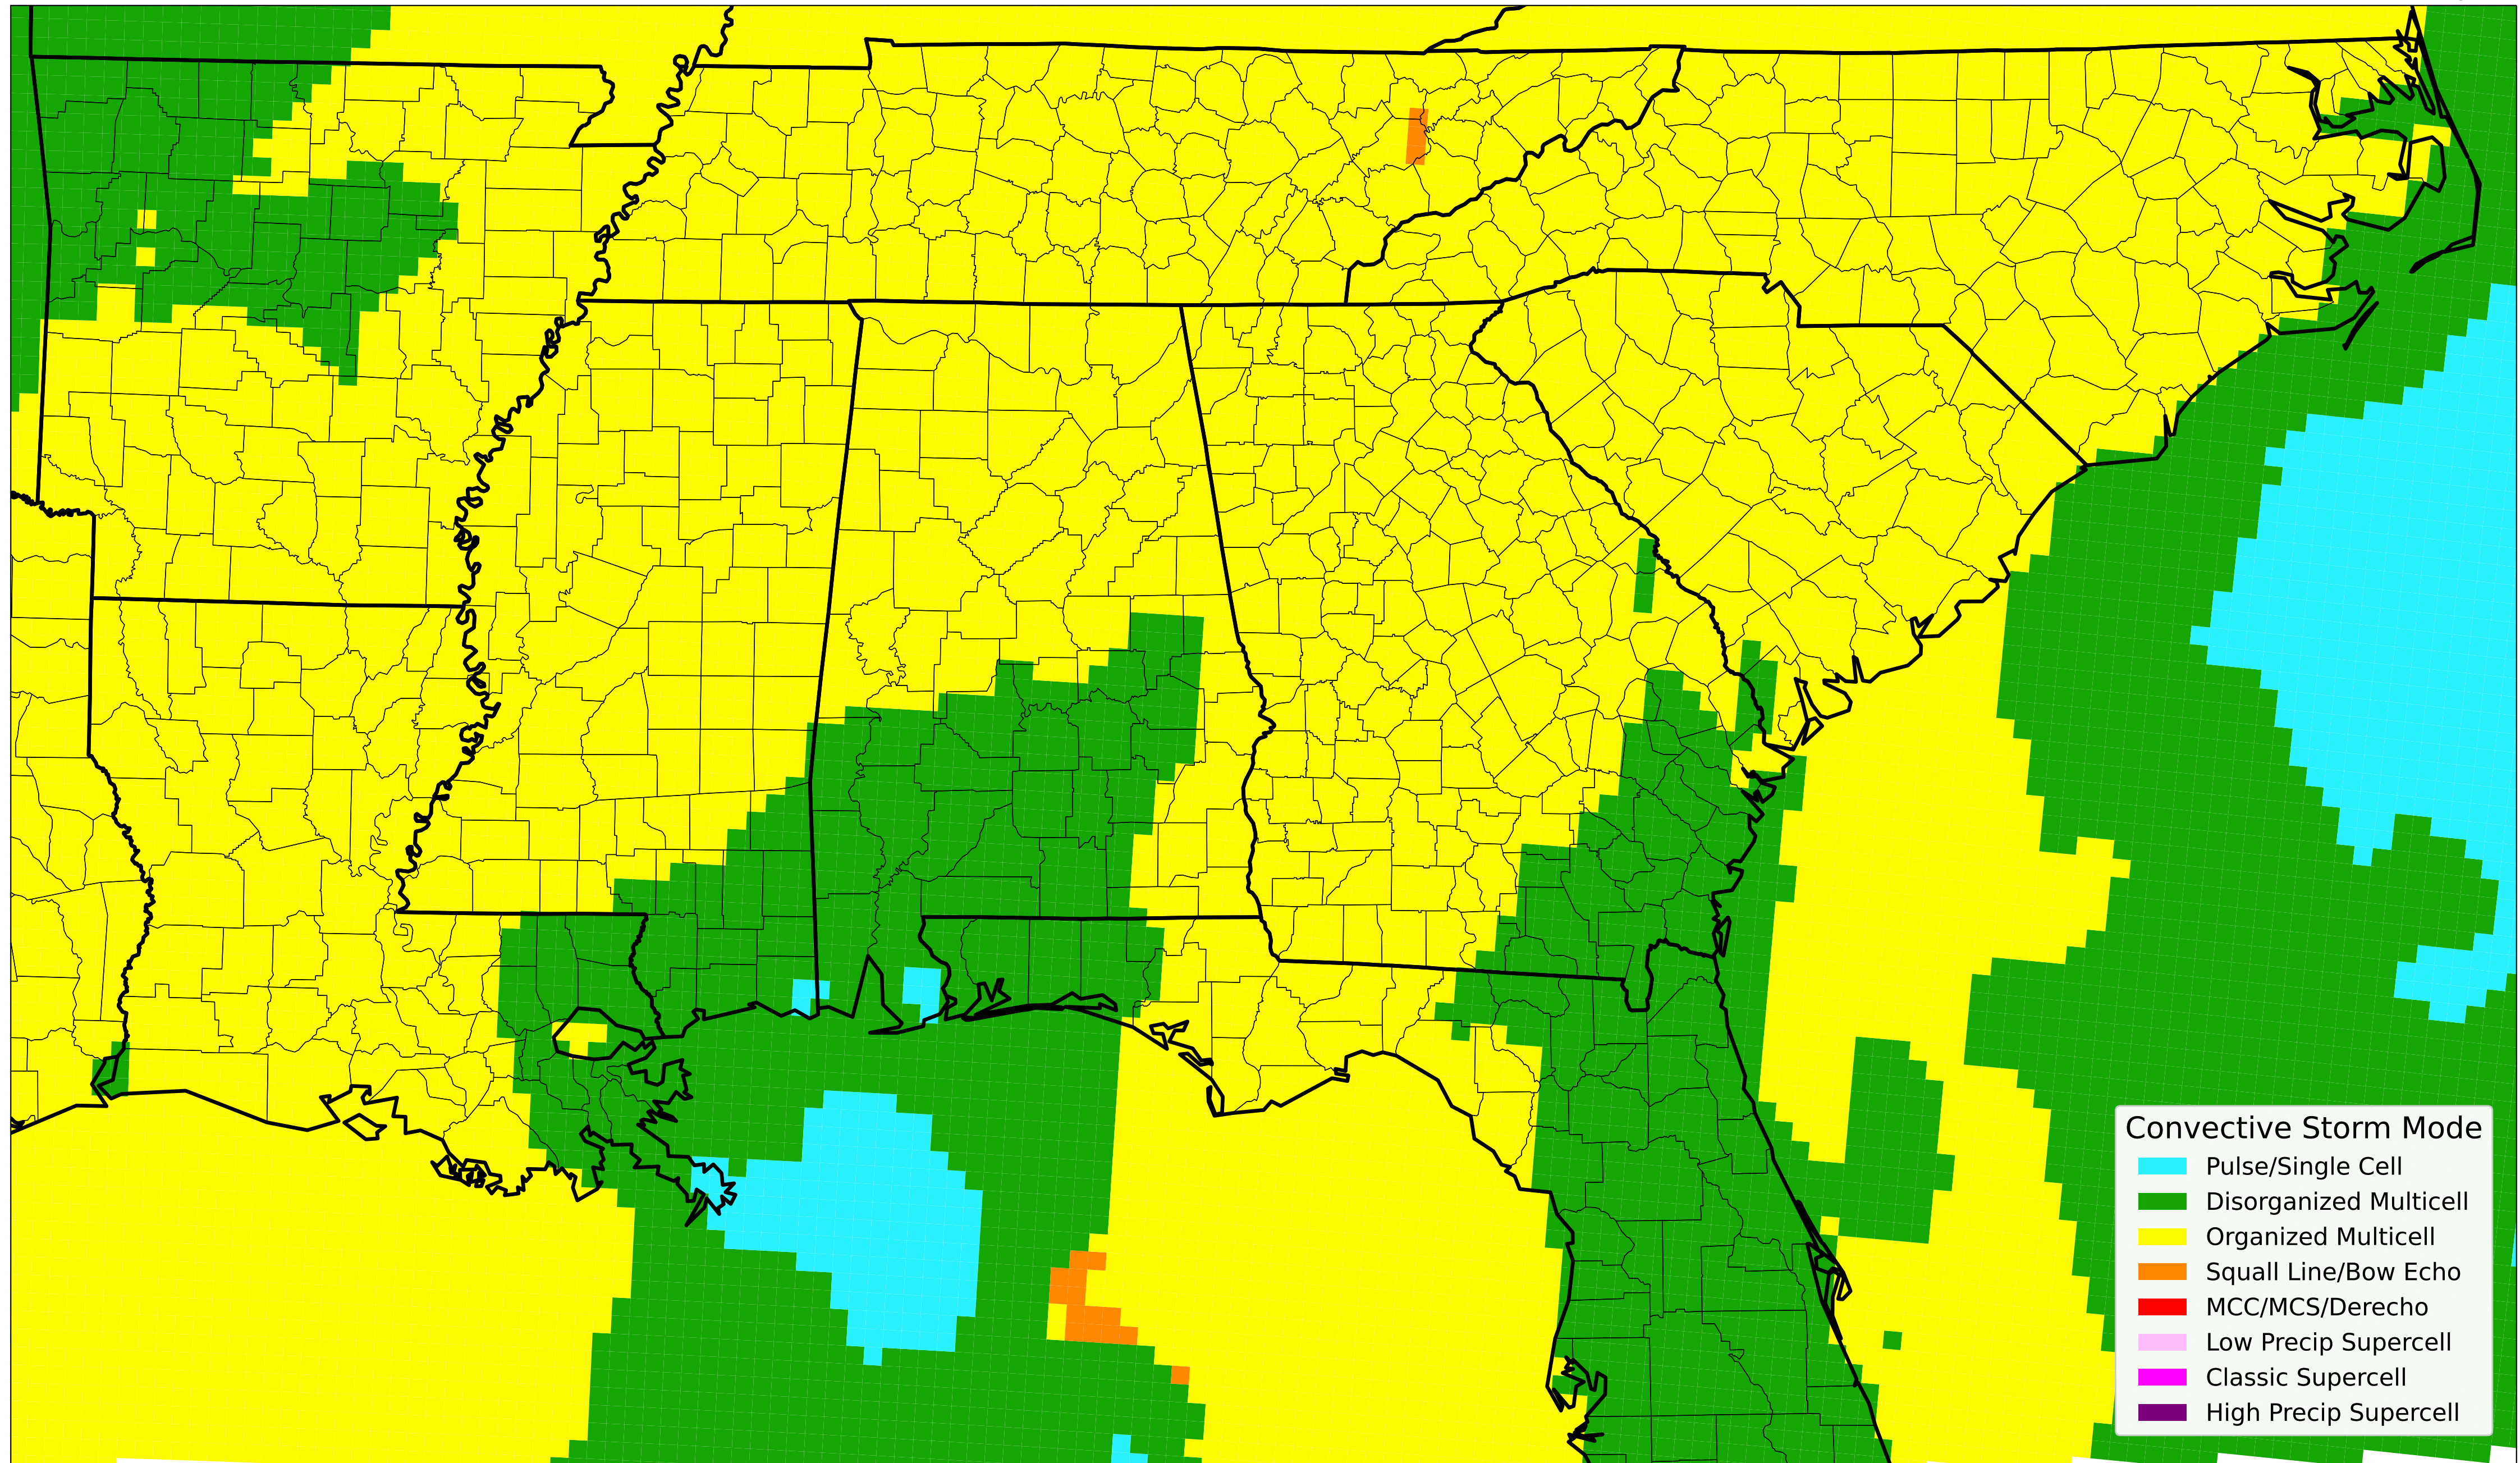 Convective Storm Mode
Pulse/Single Cell
Disorganized Multicell
Organized Multicell
Squall Line/Bow Echo
MCC/MCS/Derecho
Low Precip Supercell
Classic Supercell
High Precip Supercell